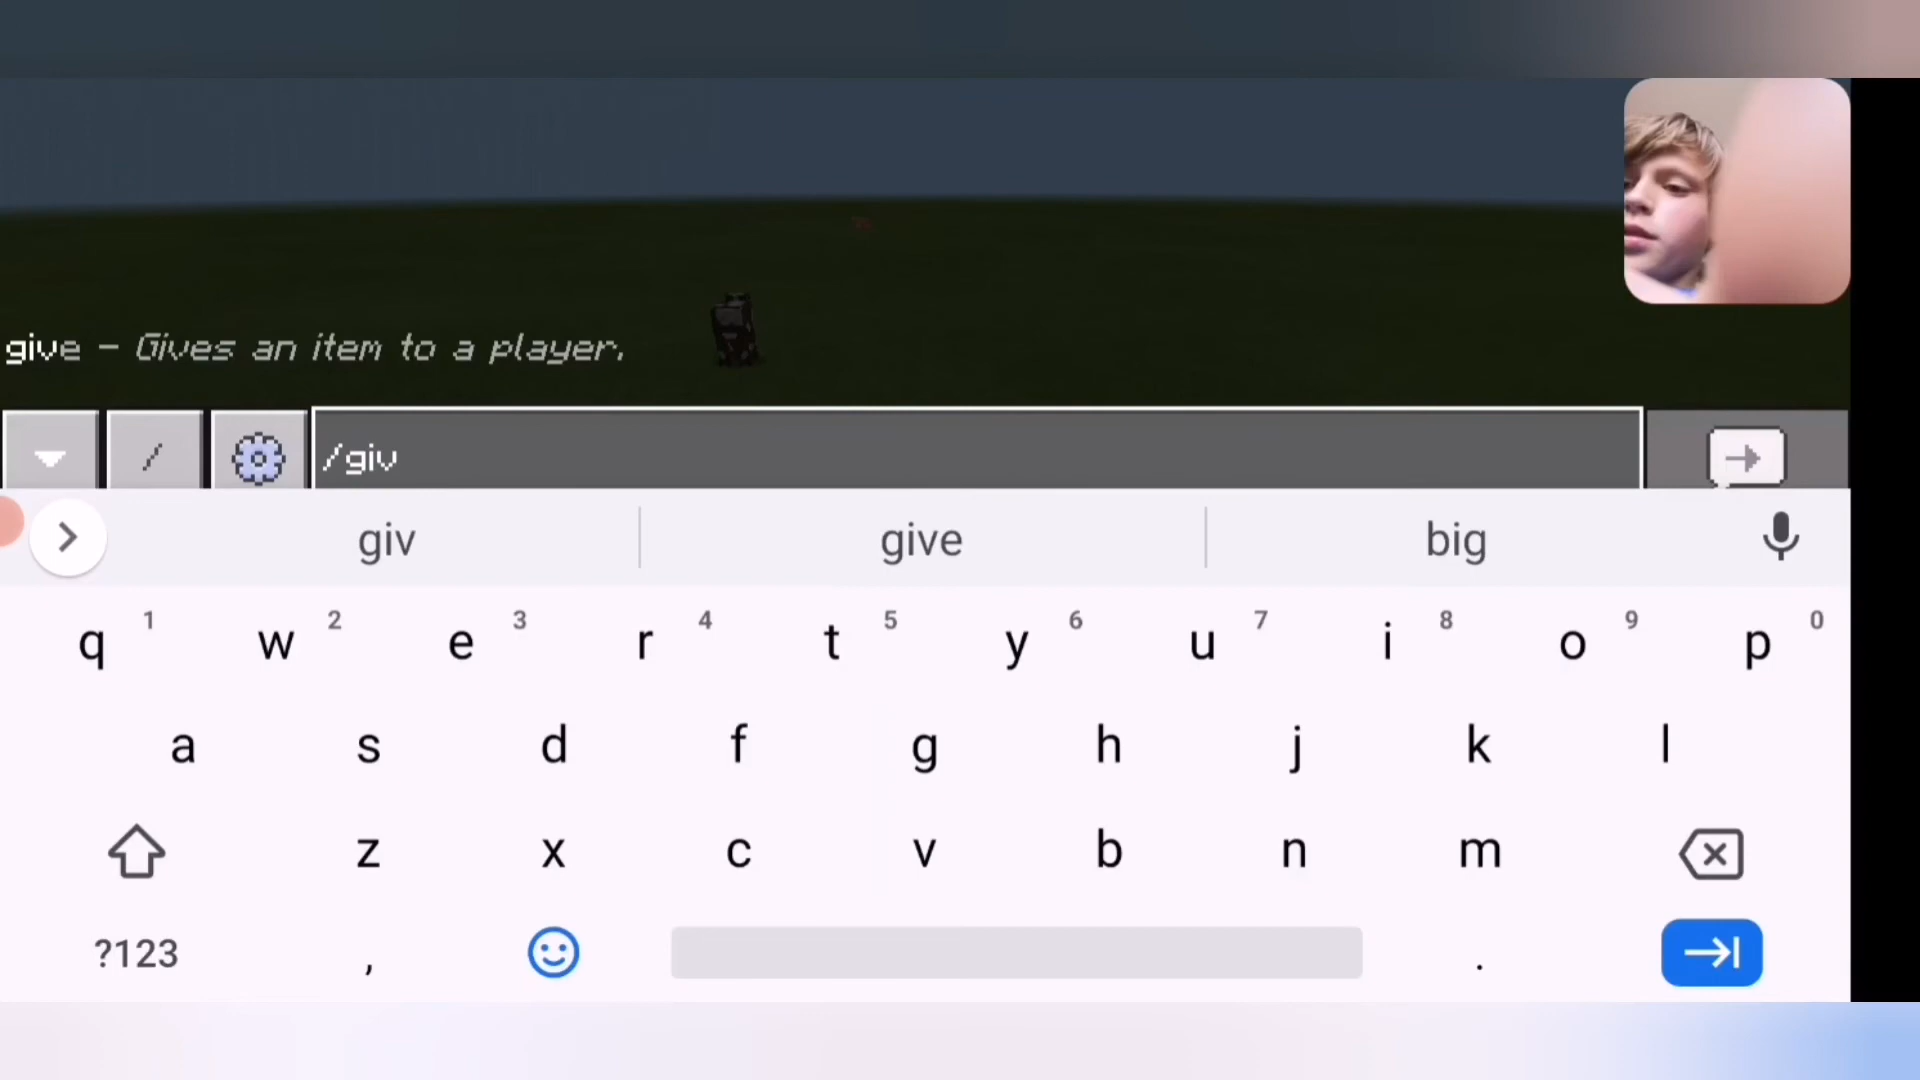 give - Gives an item to a player.
/
/giv
giv give big
1 2 3 4 5 6 7 8 9 0
q w e r t y u i o p
a s d f g h j k l
z x c v b n m
?123 , .